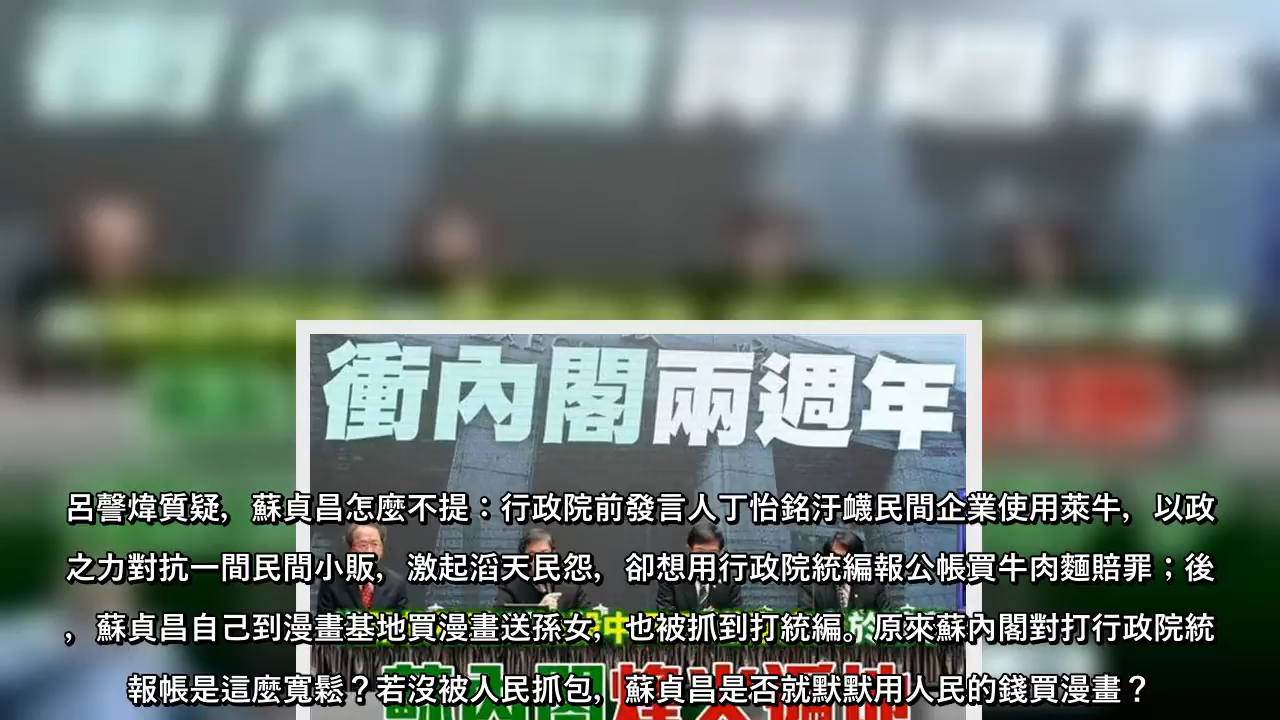 衝內閣兩週年
呂謦煒質疑，蘇貞昌怎麼不提：行政院前發言人丁怡銘汙衊民間企業使用萊牛，以政
之力對抗一間民間小販，激起滔天民怨，卻想用行政院統編報公帳買牛肉麵賠罪；後
，蘇貞昌自己到漫畫基地買漫畫送孫女，也被抓到打統編。原來蘇內閣對打行政院統
報帳是這麼寬鬆？若沒被人民抓包，蘇貞昌是否就默默用人民的錢買漫畫？
蘇內閣烽火遍地